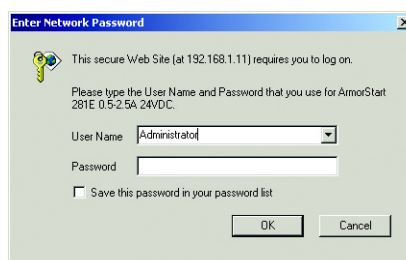 Enter Network Password
This secure Web Site (at 192.168.1.11) requires you to log on.
Please type the User Name and Password that you use for ArmorStart
281E 0.5-2.5A 24VDC.
User Name Administrator
Password
Save this password in your password list
OK Cancel